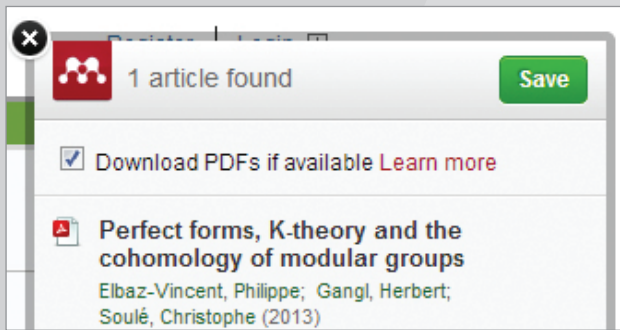 Register | Login
1 article found
Save
Download PDFs if available Learn more
Perfect forms, K-theory and the
cohomology of modular groups
Elbaz-Vincent, Philippe; Gangl, Herbert;
Soulé, Christophe (2013)